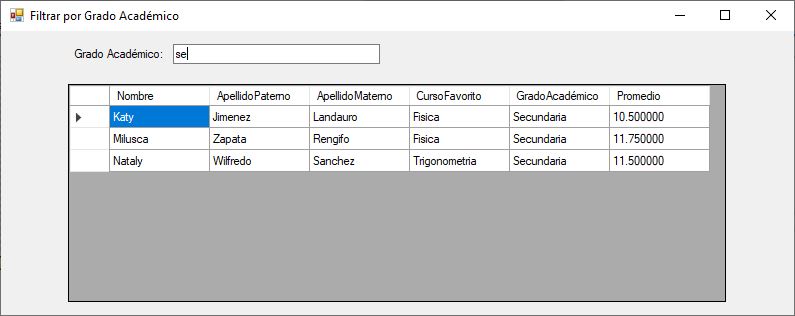 Filtrar por Grado Académico
Grado Académico: se
Nombre ApellidoPaterno ApellidoMaterno CursoFavorito GradoAcadémico Promedio
Katy Jimenez Landauro Fisica Secundaria 10.500000
Milusca Zapata Rengifo Fisica Secundaria 11.750000
Nataly Wilfredo Sanchez Trigonometria Secundaria 11.500000